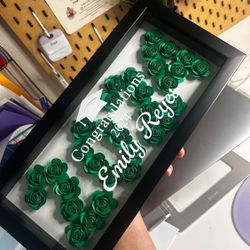 Congratulations
Emily Reyes